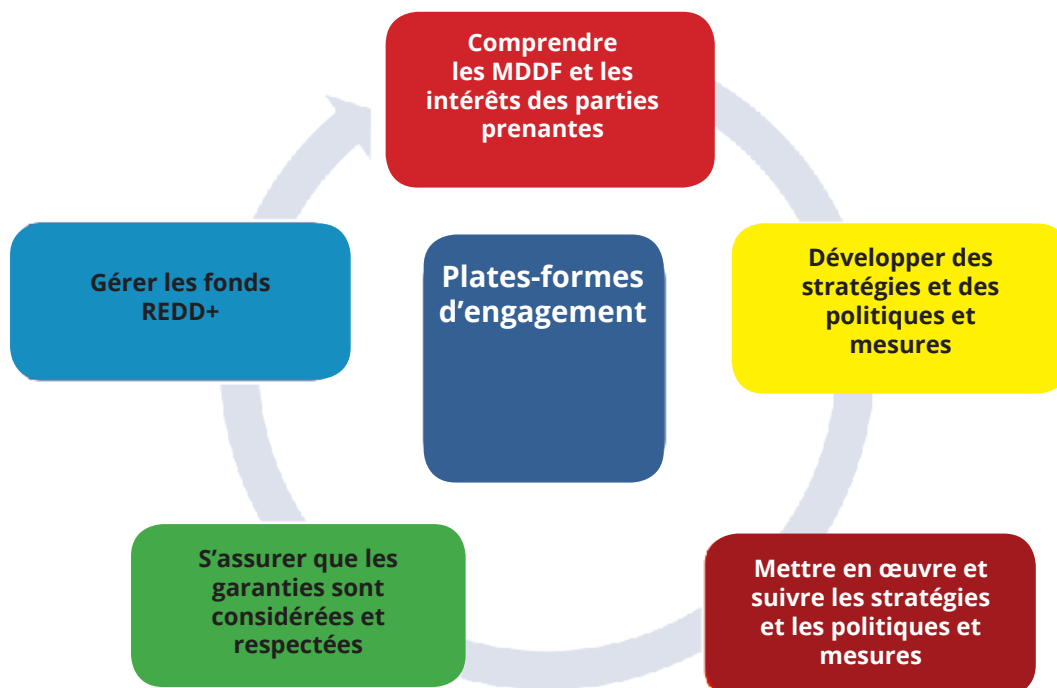 Comprendre
les MDDF et les
intérêts des parties
prenantes
Gérer les fonds
REDD+
Plates-formes
d’engagement
Développer des
stratégies et des
politiques et
mesures
S’assurer que les
garanties sont
considérées et
respectées
Mettre en œuvre et
suivre les stratégies
et les politiques et
mesures